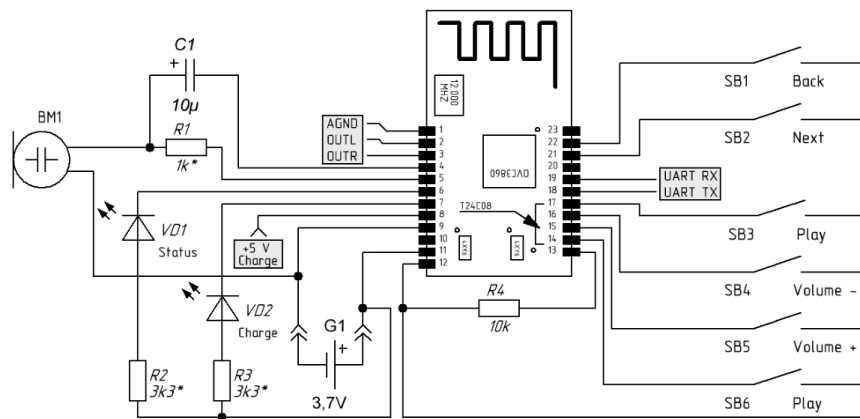 C1
+
10µ
BM1
R1
1k*
VD1
Status
VD2
Charge
R2
3k3*
R3
3k3*
+5 V
Charge
G1
+
3,7V
R4
10k
AGND
OUTL
OUTR
12.000
MHZ
OVC3860
T24C08
1
2
3
4
5
6
7
8
9
10
11
12
23
22
21
20
19
18
17
16
15
14
13
UART RX
UART TX
SB1 Back
SB2 Next
SB3 Play
SB4 Volume -
SB5 Volume +
SB6 Play